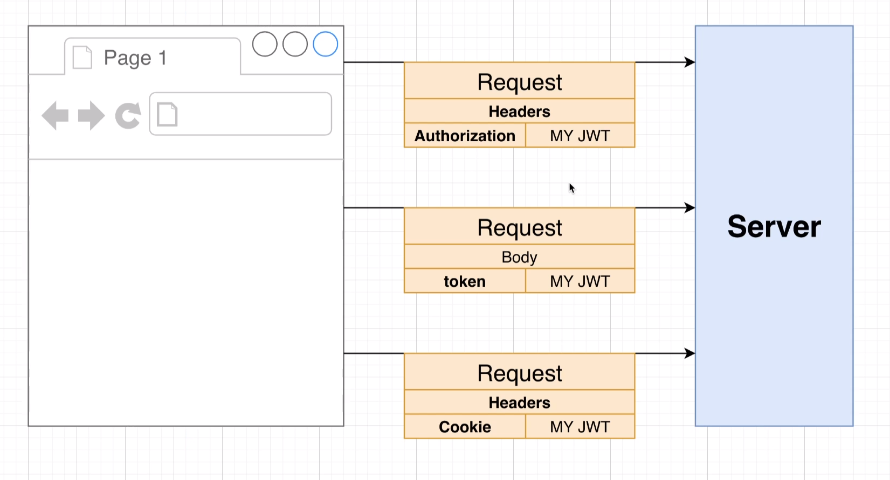 Page 1
Request
Headers
Authorization MY JWT
Request
Body
token MY JWT
Request
Headers
Cookie MY JWT
Server